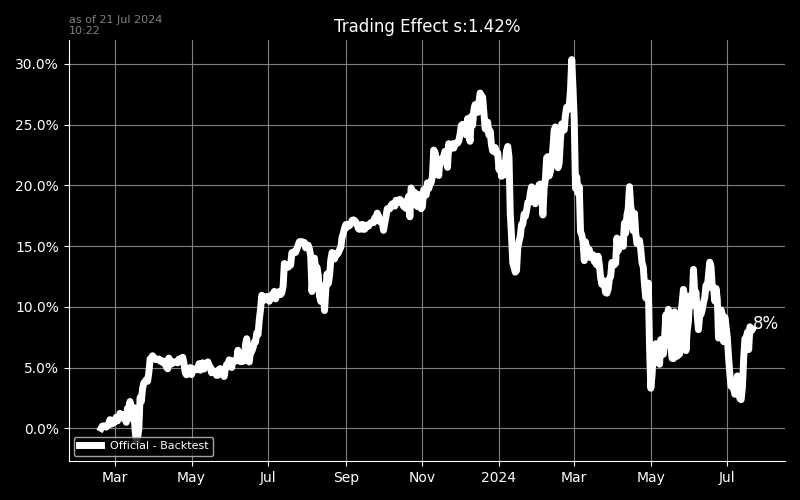 as of 21 Jul 2024
10:22
Trading Effect s:1.42%
30.0%
25.0%
20.0%
15.0%
10.0%
5.0%
0.0%
8%
Official - Backtest
Mar May Jul Sep Nov 2024 Mar May Jul